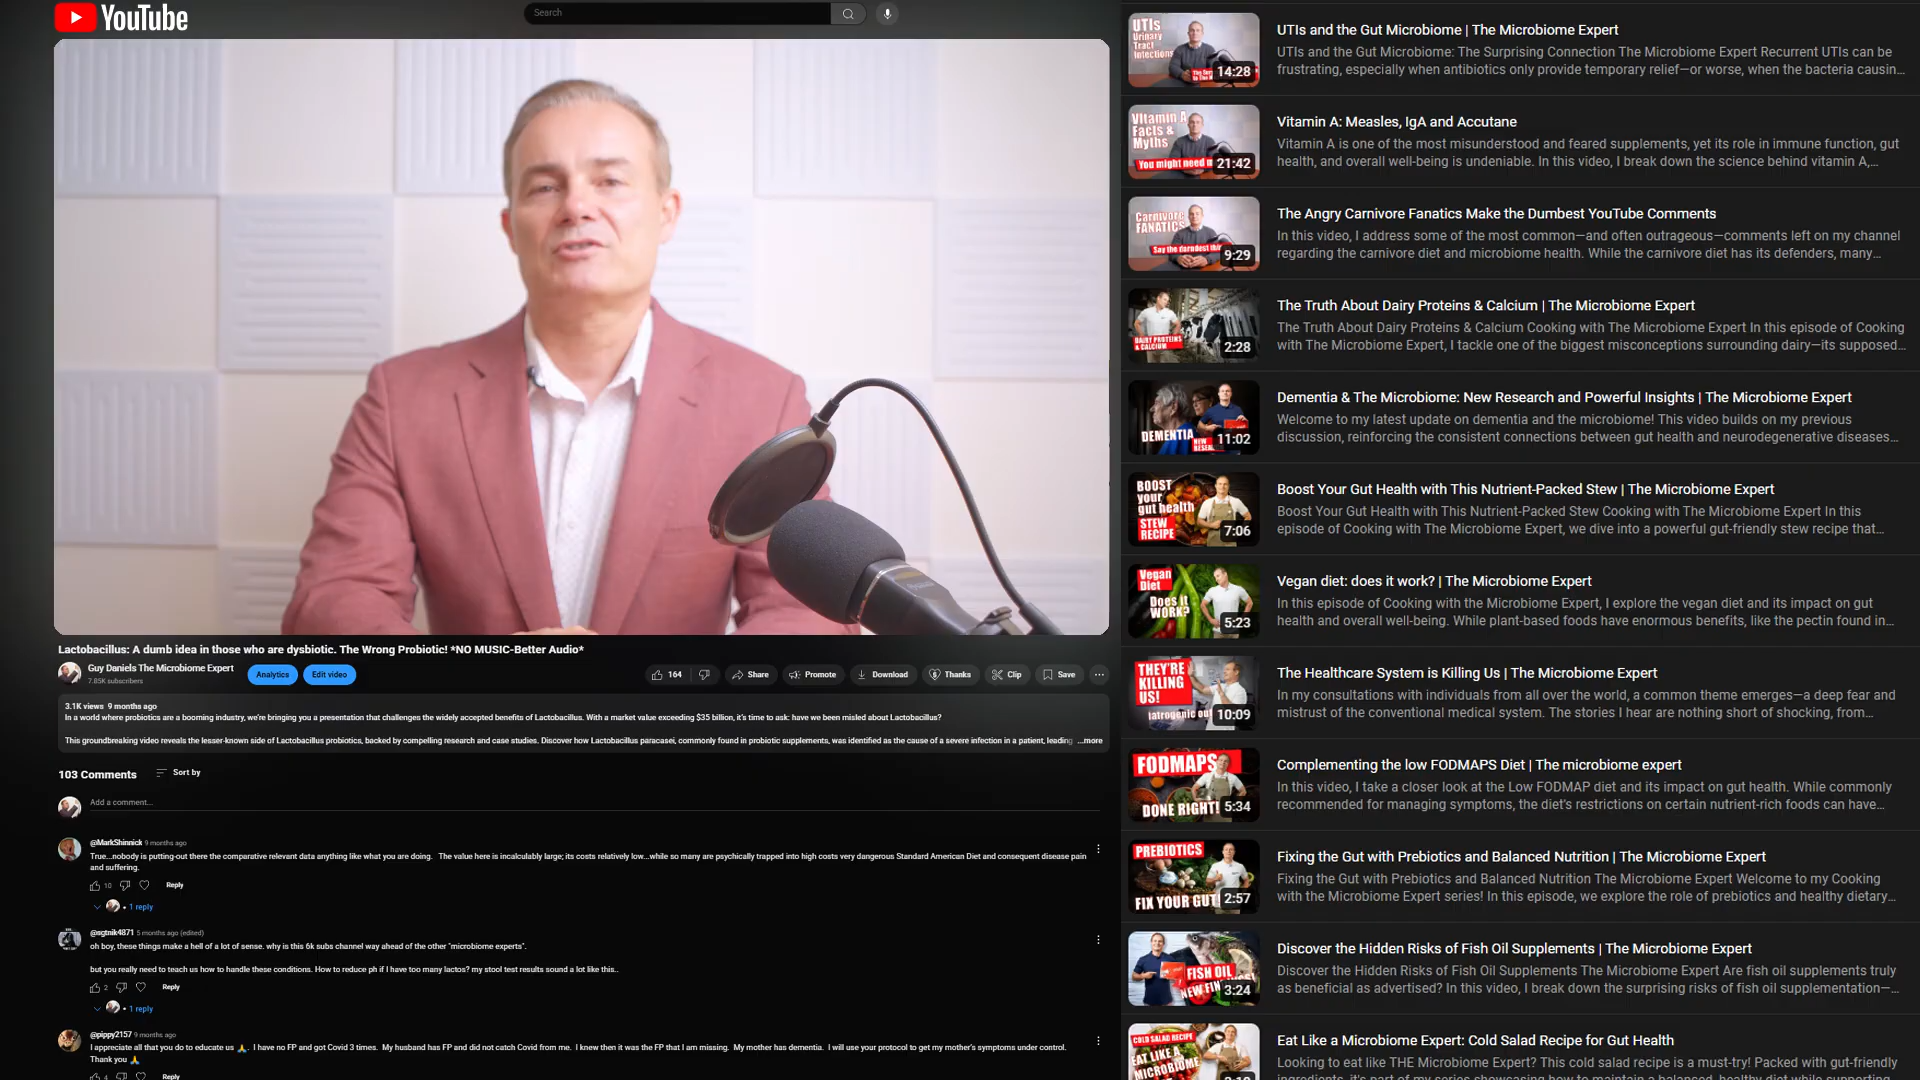 YouTube
Search
Lactobacillus: A dumb idea in those who are dysbiotic. The Wrong Probiotic! *NO MUSIC-Better Audio*
Guy Daniels The Microbiome Expert
7.85K subscribers
Analytics
Edit video
164
Share
Promote
Download
Thanks
Clip
Save
3.1K views 9 months ago
In a world where probiotics are a booming industry, we're bringing you a presentation that challenges the widely accepted benefits of Lactobacillus. With a market value exceeding $35 billion, it's time to ask: have we been misled about Lactobacillus?
This groundbreaking video reveals the lesser-known side of Lactobacillus probiotics, backed by compelling research and case studies. Discover how Lactobacillus paracasei, commonly found in probiotic supplements, was identified as the cause of a severe infection in a patient, leading ...more
103 Comments
Sort by
Add a comment...
@MarkShinnick 9 months ago
True...nobody is putting-out there the comparative relevant data anything like what you are doing. The value here is incalculably large; its costs relatively low...while so many are psychically trapped into high costs very dangerous Standard American Diet and consequent disease pain
and suffering.
10
Reply
1 reply
@sgtnik4871 5 months ago (edited)
oh boy, these things make a hell of a lot of sense. why is this 6k subs channel way ahead of the other "microbiome experts".
but you really need to teach us how to handle these conditions. How to reduce ph if I have too many lactos? my stool test results sound a lot like this..
2
Reply
1 reply
@pippy2157 9 months ago
I appreciate all that you do to educate us 🙏. I have no FP and got Covid 3 times. My husband has FP and did not catch Covid from me. I knew then it was the FP that I am missing. My mother has dementia. I will use your protocol to get my mother's symptoms under control.
Thank you 🙏
4
Reply
UTIs
Urinary
Tract
Infections
14:28
UTIs and the Gut Microbiome | The Microbiome Expert
UTIs and the Gut Microbiome: The Surprising Connection The Microbiome Expert Recurrent UTIs can be
frustrating, especially when antibiotics only provide temporary relief—or worse, when the bacteria causin...
Vitamin A
Facts &
Myths
You might need
21:42
Vitamin A: Measles, IgA and Accutane
Vitamin A is one of the most misunderstood and feared supplements, yet its role in immune function, gut
health, and overall well-being is undeniable. In this video, I break down the science behind vitamin A,...
Carnivore
FANATICS
Say the darndest
9:29
The Angry Carnivore Fanatics Make the Dumbest YouTube Comments
In this video, I address some of the most common—and often outrageous—comments left on my channel
regarding the carnivore diet and microbiome health. While the carnivore diet has its defenders, many...
DAIRY PROTEINS
& CALCIUM
2:28
The Truth About Dairy Proteins & Calcium | The Microbiome Expert
The Truth About Dairy Proteins & Calcium Cooking with The Microbiome Expert In this episode of Cooking
with The Microbiome Expert, I tackle one of the biggest misconceptions surrounding dairy—its supposed...
DEMENTIA
NEW
11:02
Dementia & The Microbiome: New Research and Powerful Insights | The Microbiome Expert
Welcome to my latest update on dementia and the microbiome! This video builds on my previous
discussion, reinforcing the consistent connections between gut health and neurodegenerative diseases...
BOOST
your
gut health
STEW
RECIPE
7:06
Boost Your Gut Health with This Nutrient-Packed Stew | The Microbiome Expert
Boost Your Gut Health with This Nutrient-Packed Stew Cooking with The Microbiome Expert In this
episode of Cooking with The Microbiome Expert, we dive into a powerful gut-friendly stew recipe that...
Vegan
Diet
Does it
WORK?
5:23
Vegan diet: does it work? | The Microbiome Expert
In this episode of Cooking with the Microbiome Expert, I explore the vegan diet and its impact on gut
health and overall well-being. While plant-based foods have enormous benefits, like the pectin found in...
THEY'RE
KILLING
US!
Iatrogenic
10:09
The Healthcare System is Killing Us | The Microbiome Expert
In my consultations with individuals from all over the world, a common theme emerges—a deep fear and
mistrust of the conventional medical system. The stories I hear are nothing short of shocking, from...
FODMAPS
DONE RIGHT!
5:34
Complementing the low FODMAPS Diet | The microbiome expert
In this video, I take a closer look at the Low FODMAP diet and its impact on gut health. While commonly
recommended for managing symptoms, the diet's restrictions on certain nutrient-rich foods can have...
PREBIOTICS
FIX YOUR GUT
2:57
Fixing the Gut with Prebiotics and Balanced Nutrition | The Microbiome Expert
Fixing the Gut with Prebiotics and Balanced Nutrition The Microbiome Expert Welcome to my Cooking
with the Microbiome Expert series! In this episode, we explore the role of prebiotics and healthy dietary...
FISH OIL
NEW
3:24
Discover the Hidden Risks of Fish Oil Supplements | The Microbiome Expert
Discover the Hidden Risks of Fish Oil Supplements The Microbiome Expert Are fish oil supplements truly
as beneficial as advertised? In this video, I break down the surprising risks of fish oil supplementation—...
COLD SALAD RECIPE
EAT LIKE A
MICROBIOME
Eat Like a Microbiome Expert: Cold Salad Recipe for Gut Health
Looking to eat like THE Microbiome Expert? This cold salad recipe is a must-try! Packed with gut-friendly